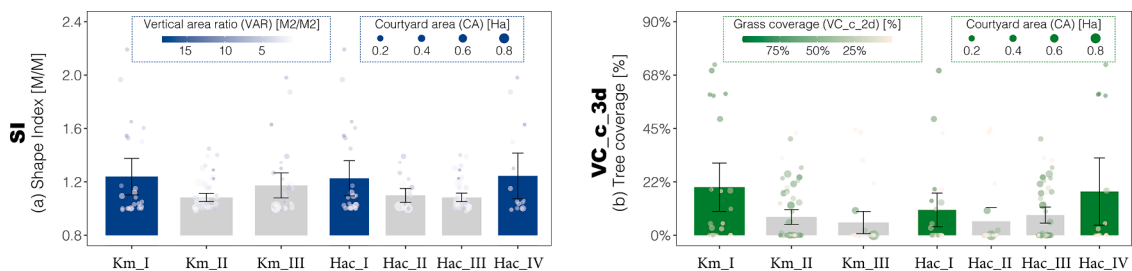 Vertical area ratio (VAR) [M2/M2]
15 10 5
Courtyard area (CA) [Ha]
0.2 0.4 0.6 0.8
SI
(a) Shape Index [M/M]
2.4
2.0
1.6
1.2
0.8
Km_I Km_II Km_III Hac_I Hac_II Hac_III Hac_IV
Grass coverage (VC_c_2d) [%]
75% 50% 25%
Courtyard area (CA) [Ha]
0.2 0.4 0.6 0.8
VC_c_3d
(b) Tree coverage [%]
90%
68%
45%
22%
0%
Km_I Km_II Km_III Hac_I Hac_II Hac_III Hac_IV